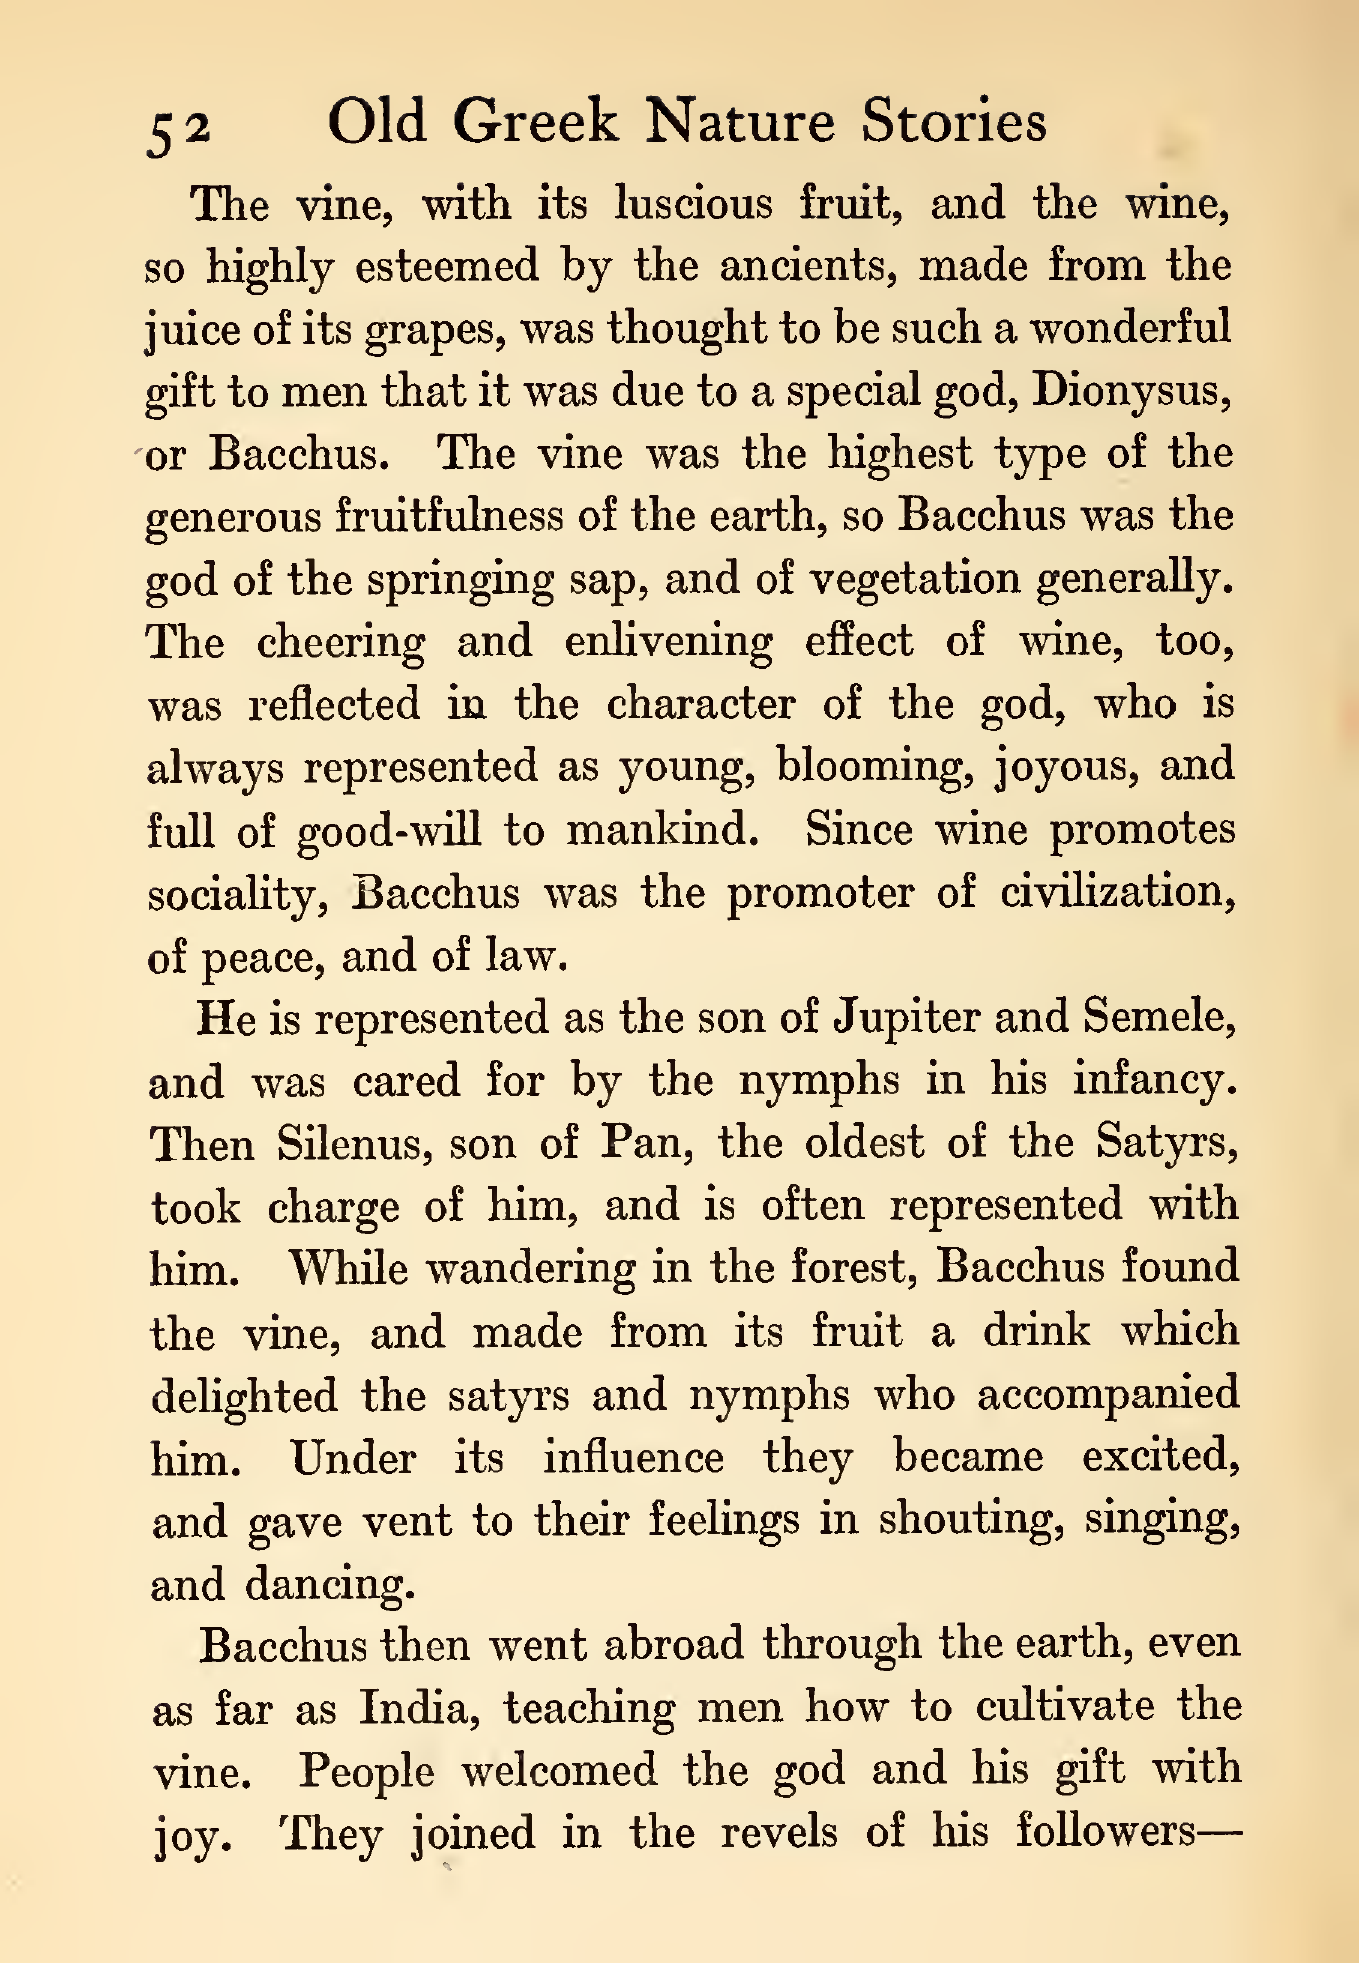 52 Old Greek Nature Stories
The vine, with its luscious fruit, and the wine,
so highly esteemed by the ancients, made from the
juice of its grapes, was thought to be such a wonderful
gift to men that it was due to a special god, Dionysus,
or Bacchus. The vine was the highest type of the
generous fruitfulness of the earth, so Bacchus was the
god of the springing sap, and of vegetation generally.
The cheering and enlivening effect of wine, too,
was reflected in the character of the god, who is
always represented as young, blooming, joyous, and
full of good-will to mankind. Since wine promotes
sociality, Bacchus was the promoter of civilization,
of peace, and of law.
He is represented as the son of Jupiter and Semele,
and was cared for by the nymphs in his infancy.
Then Silenus, son of Pan, the oldest of the Satyrs,
took charge of him, and is often represented with
him. While wandering in the forest, Bacchus found
the vine, and made from its fruit a drink which
delighted the satyrs and nymphs who accompanied
him. Under its influence they became excited,
and gave vent to their feelings in shouting, singing,
and dancing.
Bacchus then went abroad through the earth, even
as far as India, teaching men how to cultivate the
vine. People welcomed the god and his gift with
joy. They joined in the revels of his followers—